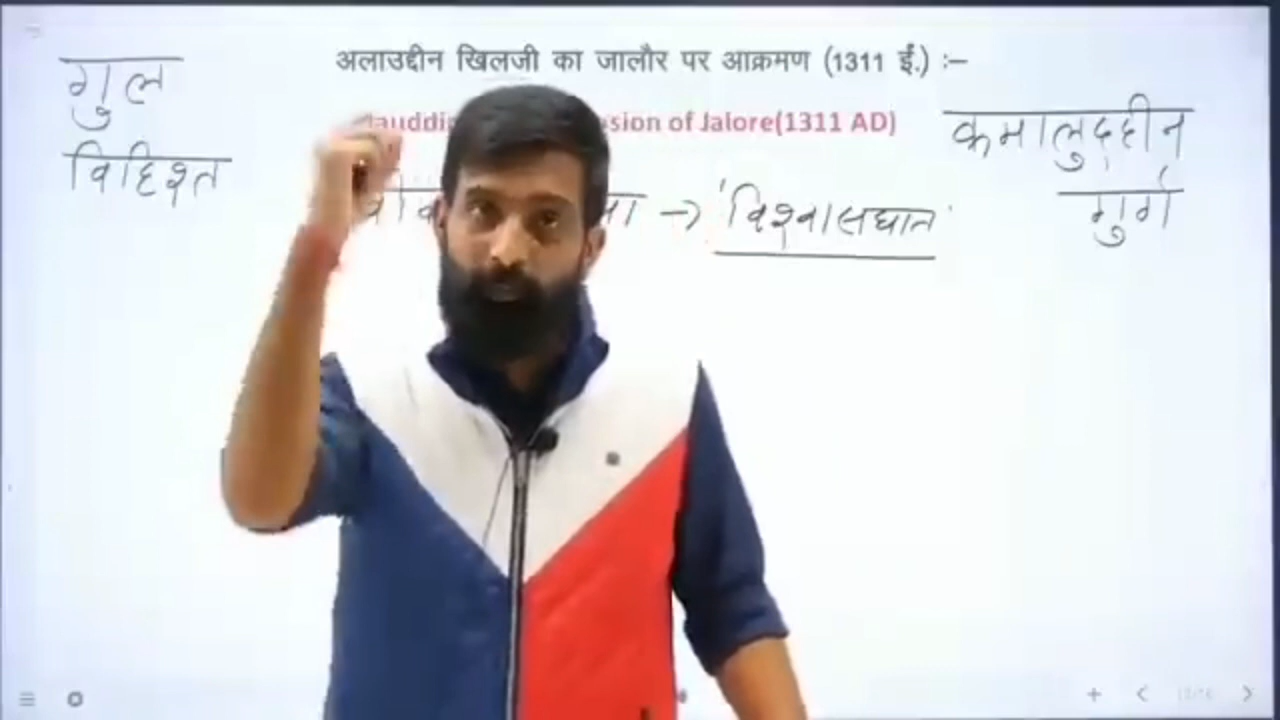 अलाउद्दीन खिलजी का जालौर पर आक्रमण (1311 ई.) :–
sion of Jalore(1311 AD)
गुल
विहिश्त
→ 'विश्वासघात'
कमालुद्दीन
गुर्ग